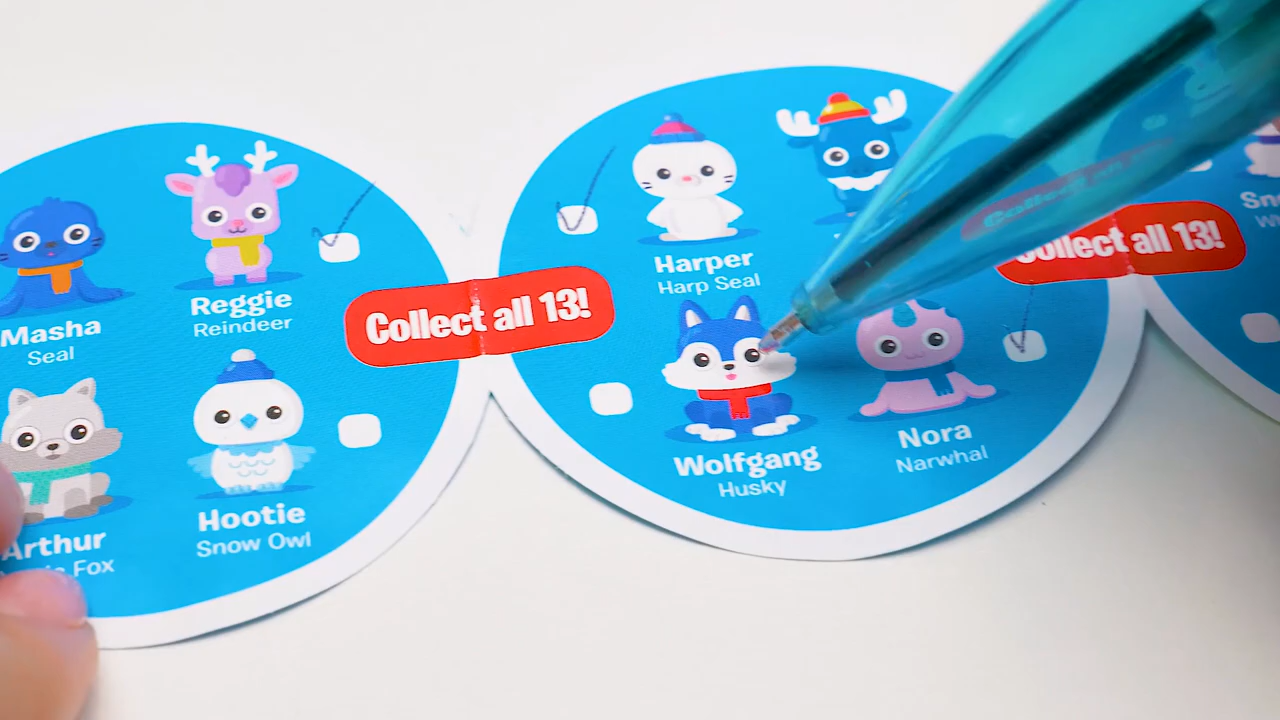 Masha
Seal
Reggie
Reindeer
Arthur
Fox
Hootie
Snow Owl
Collect all 13!
Harper
Harp Seal
Wolfgang
Husky
Nora
Narwhal
Collect all 13!